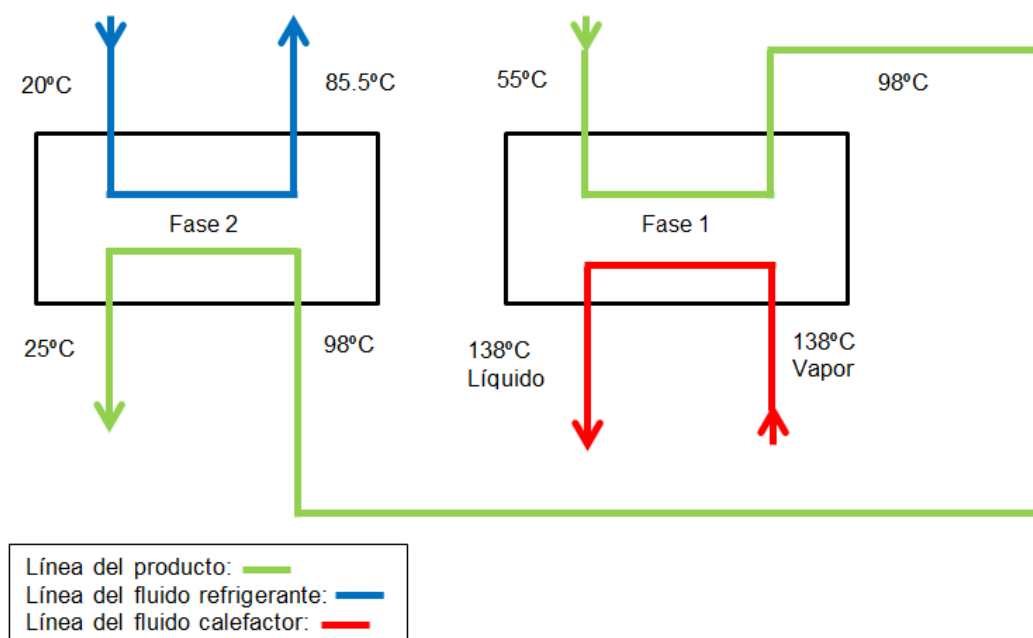 20ºC
85.5ºC
55ºC
98ºC
Fase 2
Fase 1
25ºC
98ºC
138ºC
Líquido
138ºC
Vapor
Línea del producto:
Línea del fluido refrigerante:
Línea del fluido calefactor: